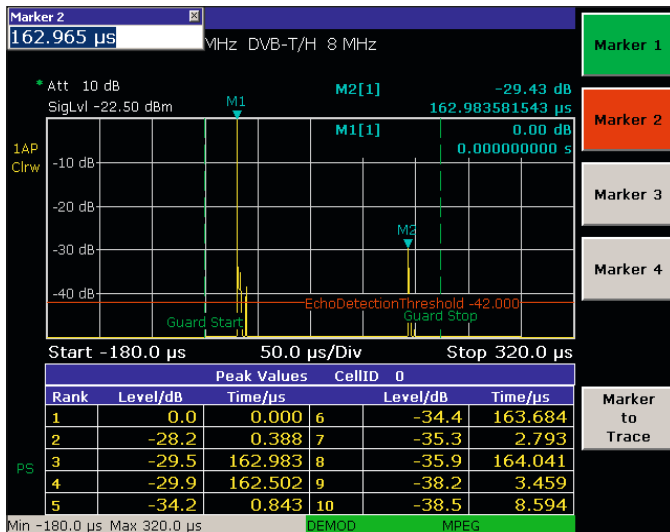 Marker 2
162.965 µs
MHz DVB-T/H 8 MHz
Marker 1
Marker 2
Marker 3
Marker 4
Marker
to
Trace
* Att 10 dB
SigLvl -22.50 dBm
M2[1] -29.43 dB
162.983581543 µs
M1[1] 0.00 dB
0.000000000 s
M1
1AP
Clrw
-10 dB
-20 dB
-30 dB
-40 dB
M2
EchoDetectionThreshold -42.000
Guard Start
Guard Stop
Start -180.0 µs 50.0 µs/Div Stop 320.0 µs
Peak Values CellID 0
Rank Level/dB Time/µs Level/dB Time/µs
1 0.0 0.000 6 -34.4 163.684
2 -28.2 0.388 7 -35.3 2.793
3 -29.5 162.983 8 -35.9 164.041
4 -29.9 162.502 9 -38.2 3.459
5 -34.2 0.843 10 -38.5 8.594
PS
Min -180.0 µs Max 320.0 µs DEMOD MPEG